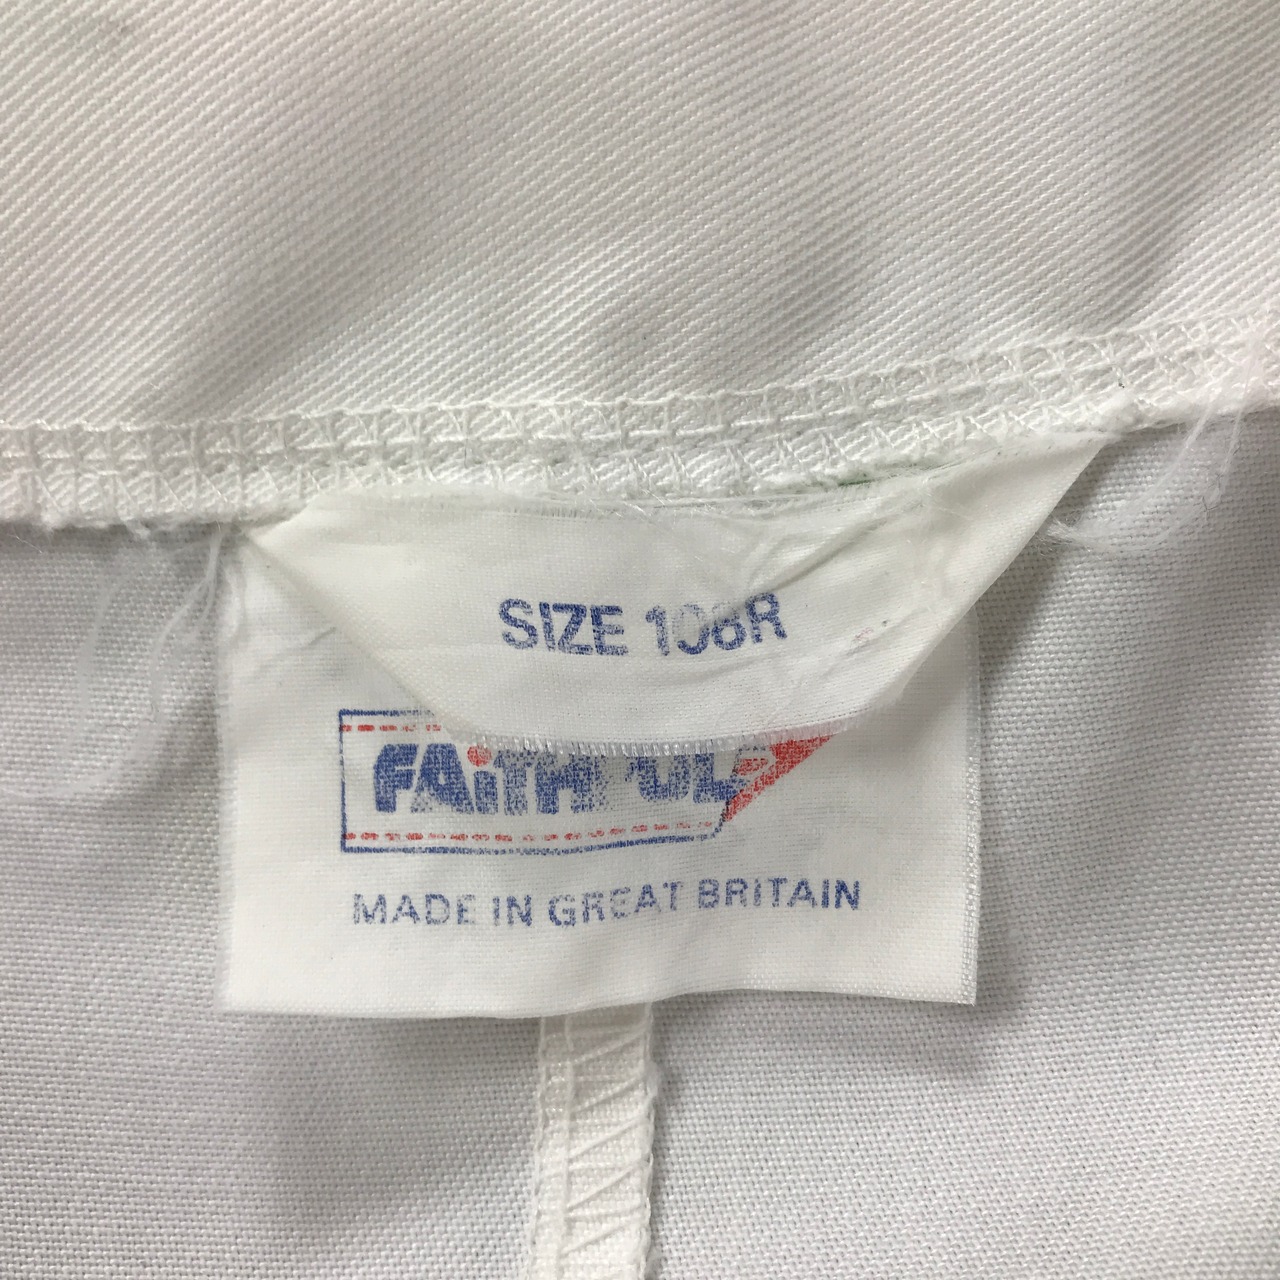 SIZE 108R
FAiTHFUL
MADE IN GREAT BRITAIN